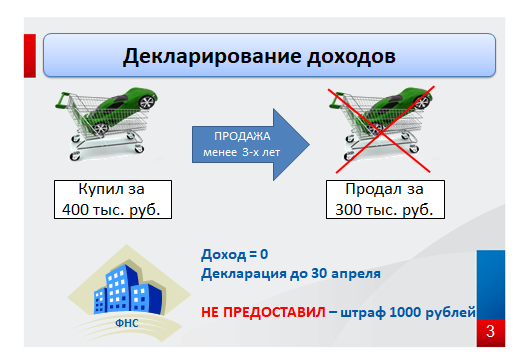 Декларирование доходов
ПРОДАЖА
менее 3-х лет
Купил за
400 тыс. руб.
Продал за
300 тыс. руб.
Доход = 0
Декларация до 30 апреля
НЕ ПРЕДОСТАВИЛ – штраф 1000 рублей
ФНС
3